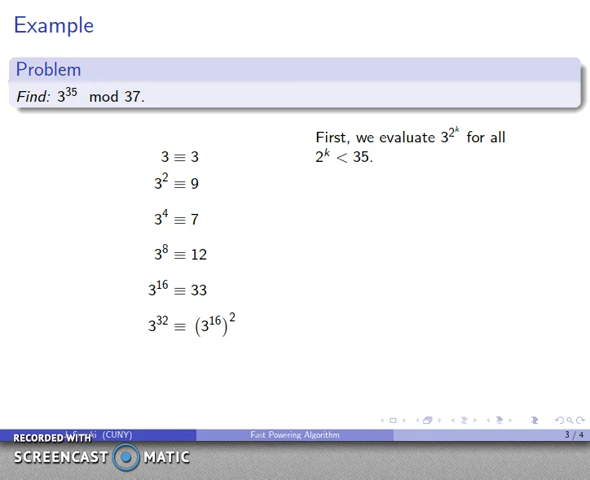 Example
Problem
Find: 3^35 mod 37.
First, we evaluate 3^2^k for all
2^k < 35.
3 ≡ 3
3^2 ≡ 9
3^4 ≡ 7
3^8 ≡ 12
3^16 ≡ 33
3^32 ≡ (3^16)^2
(CUNY) Fast Powering Algorithm 3 / 4
RECORDED WITH
SCREENCAST MATIC